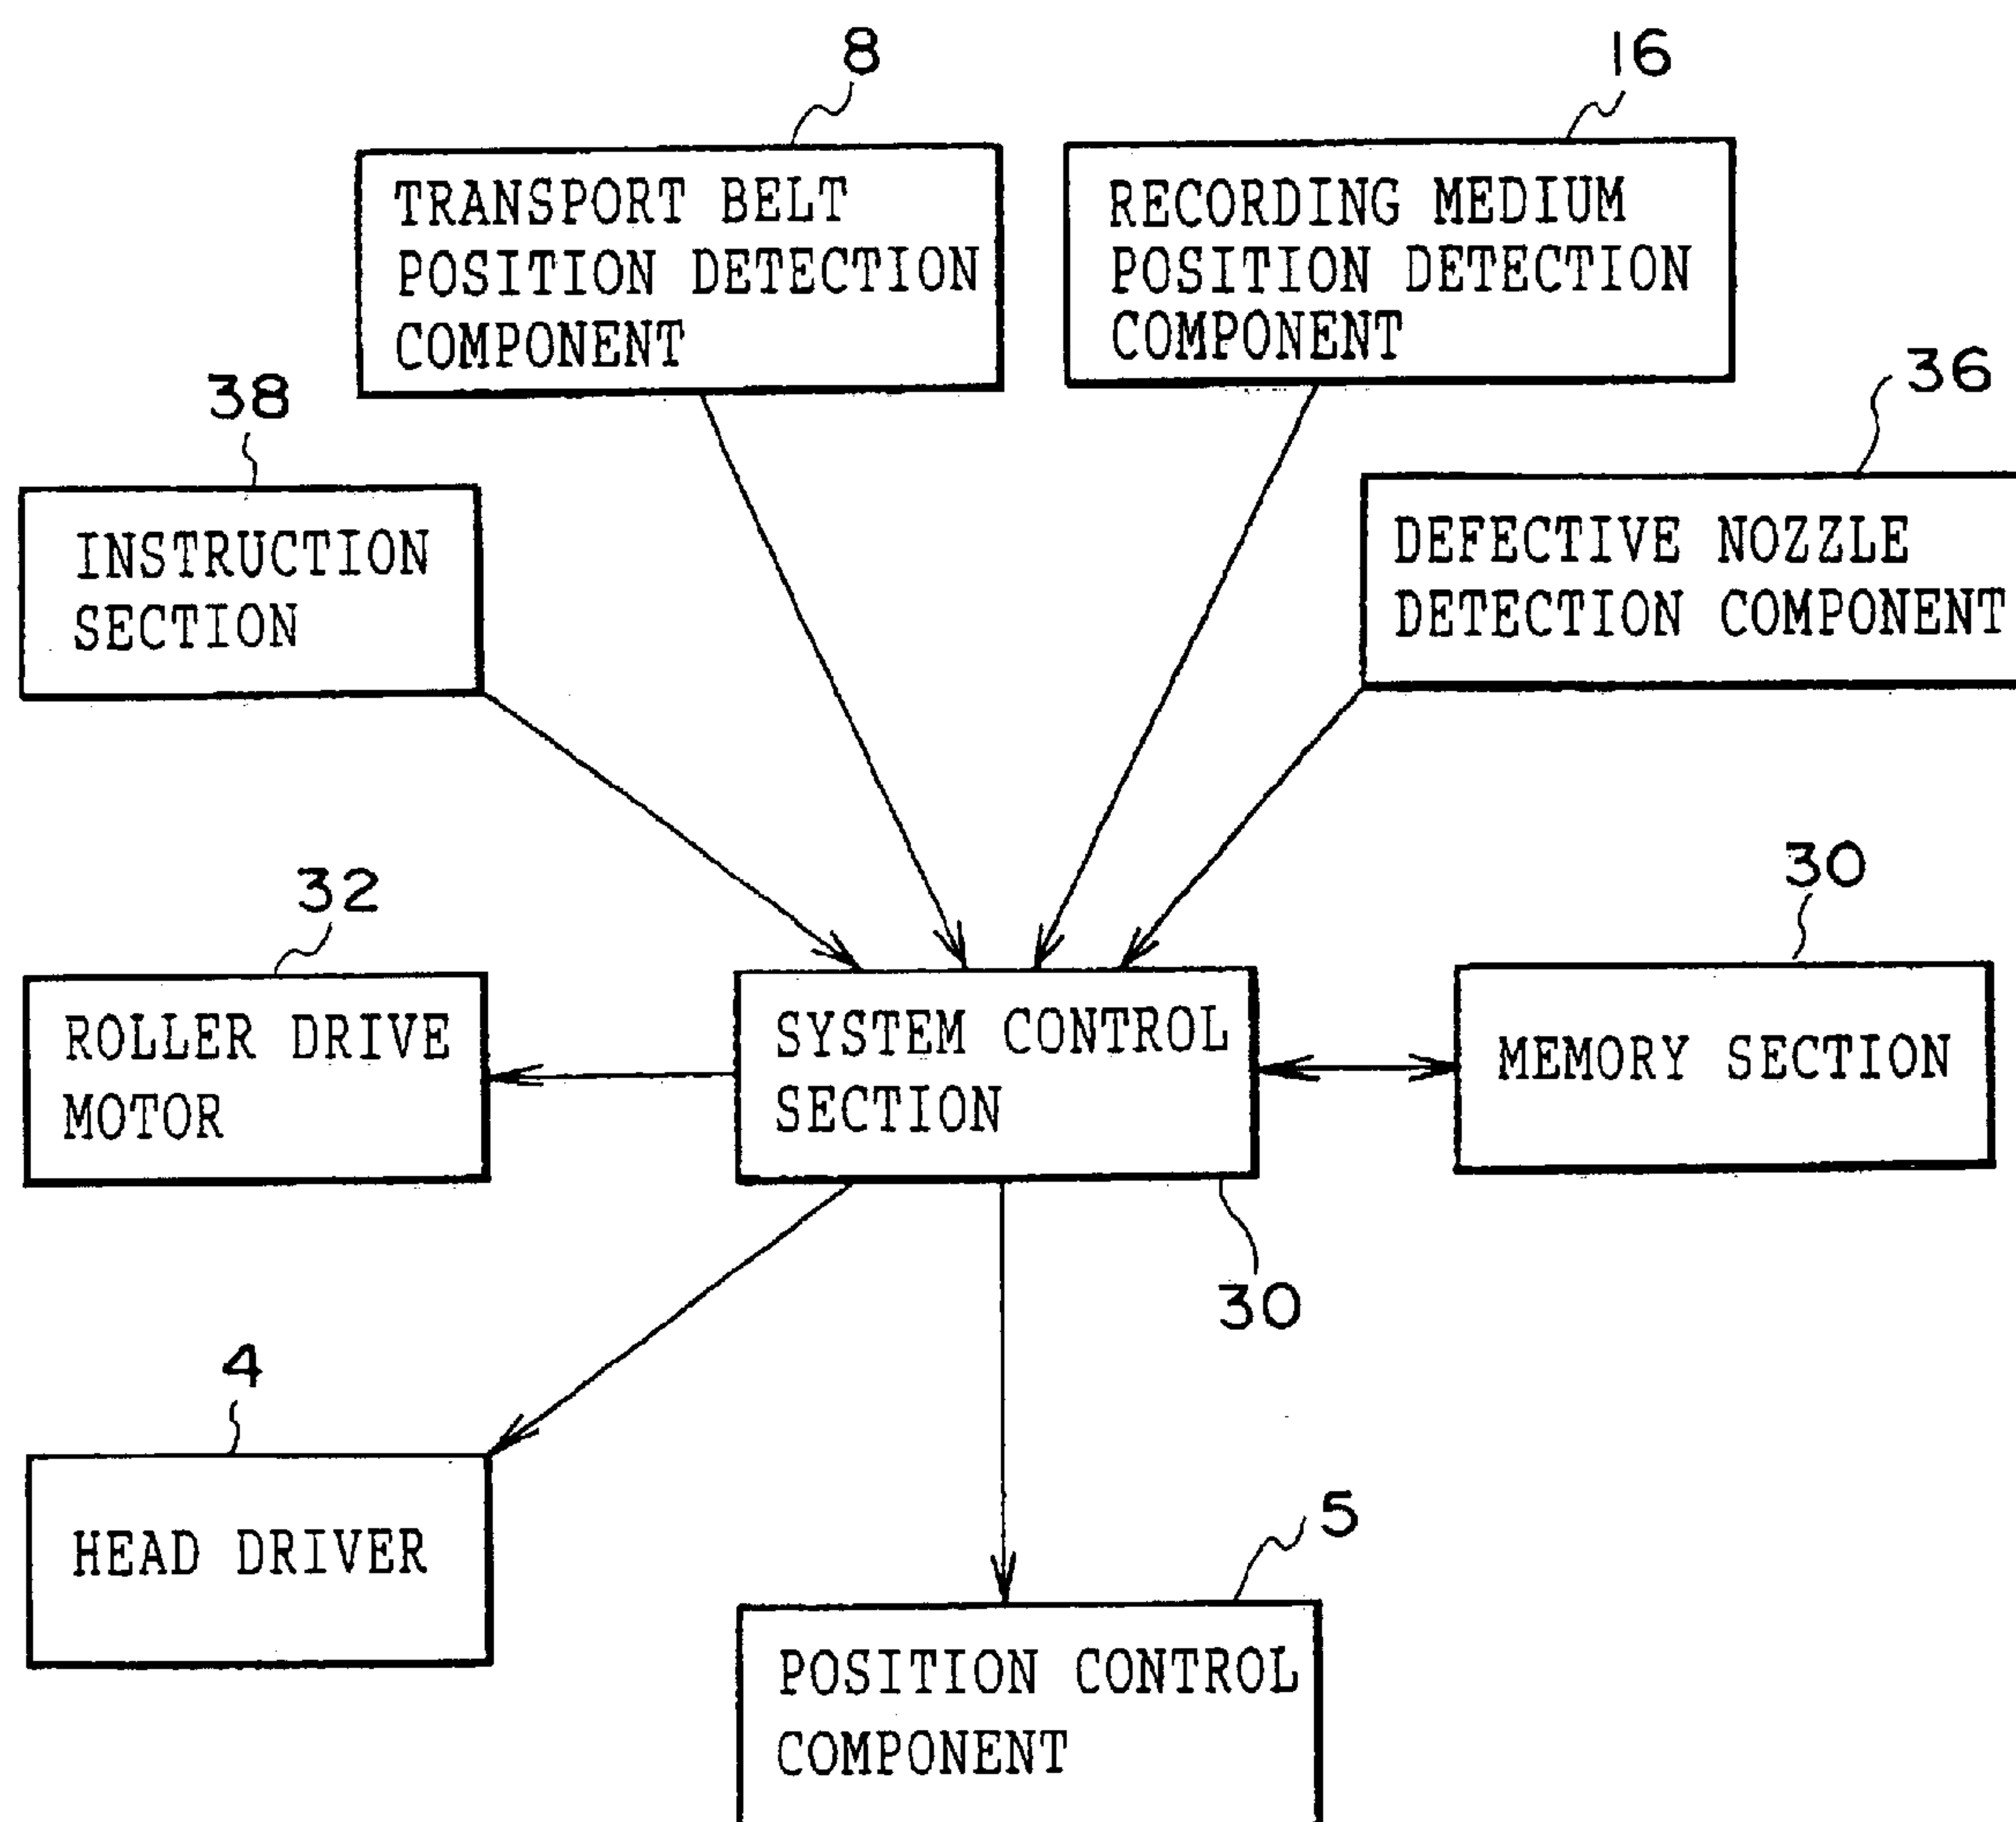 8
16
TRANSPORT BELT
POSITION DETECTION
COMPONENT
RECORDING MEDIUM
POSITION DETECTION
COMPONENT
38
36
INSTRUCTION
SECTION
DEFECTIVE NOZZLE
DETECTION COMPONENT
32
30
ROLLER DRIVE
MOTOR
SYSTEM CONTROL
SECTION
MEMORY SECTION
30
4
HEAD DRIVER
5
POSITION CONTROL
COMPONENT